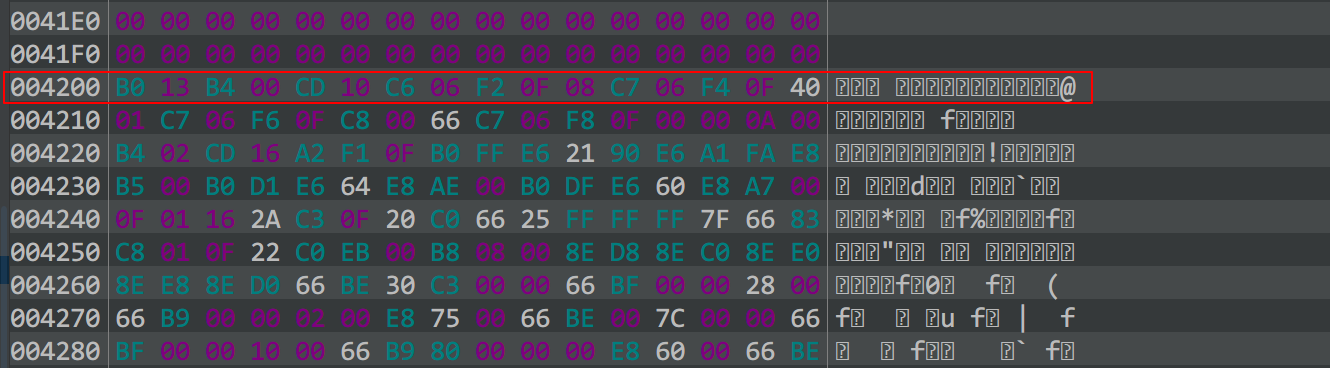 0041E0 00 00 00 00 00 00 00 00 00 00 00 00 00 00 00 00
0041F0 00 00 00 00 00 00 00 00 00 00 00 00 00 00 00 00
004200 B0 13 B4 00 CD 10 C6 06 F2 0F 08 C7 06 F4 0F 40 ▯▯▯ ▯▯▯▯▯▯▯▯▯▯▯@
004210 01 C7 06 F6 0F C8 00 66 C7 06 F8 0F 00 00 0A 00 ▯▯▯▯▯▯ f▯▯▯▯
004220 B4 02 CD 16 A2 F1 0F B0 FF E6 21 90 E6 A1 FA E8 ▯▯▯▯▯▯▯▯▯▯!▯▯▯▯▯
004230 B5 00 B0 D1 E6 64 E8 AE 00 B0 DF E6 60 E8 A7 00 ▯ ▯▯▯d▯▯ ▯▯▯`▯▯
004240 0F 01 16 2A C3 0F 20 C0 66 25 FF FF FF 7F 66 83 ▯▯▯*▯▯ ▯f%▯▯▯▯f▯
004250 C8 01 0F 22 C0 EB 00 B8 08 00 8E D8 8E C0 8E E0 ▯▯▯"▯▯ ▯▯ ▯▯▯▯▯▯
004260 8E E8 8E D0 66 BE 30 C3 00 00 66 BF 00 00 28 00 ▯▯▯▯f▯0▯ f▯ (
004270 66 B9 00 00 02 00 E8 75 00 66 BE 00 7C 00 00 66 f▯ ▯ ▯u f▯ | f
004280 BF 00 00 10 00 66 B9 80 00 00 00 E8 60 00 66 BE ▯ ▯ f▯▯ ▯` f▯